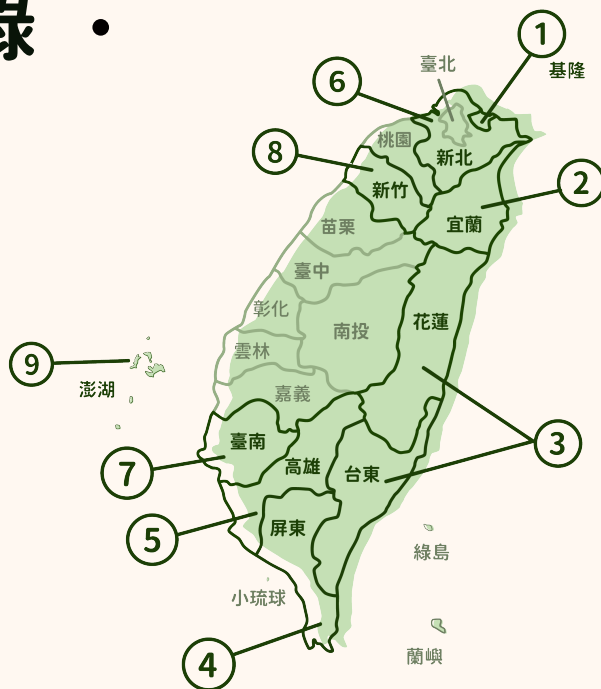 錄・
1
臺北
基隆
6
桃園
8
新北
新竹
2
宜蘭
苗栗
臺中
彰化
花蓮
南投
雲林
9
澎湖
嘉義
臺南
3
高雄
台東
7
屏東
5
綠島
小琉球
4
蘭嶼